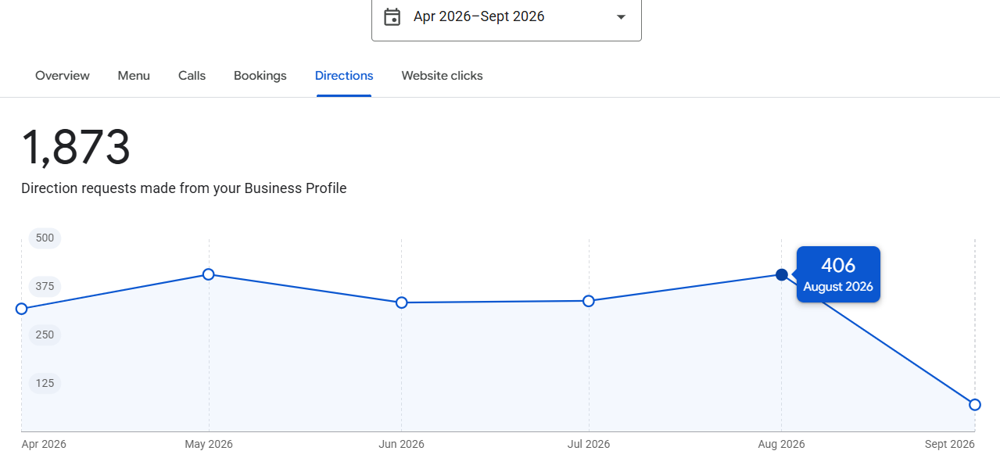 Apr 2026–Sept 2026
Overview Menu Calls Bookings Directions Website clicks
1,873
Direction requests made from your Business Profile
500
375
250
125
406
August 2026
Apr 2026 May 2026 Jun 2026 Jul 2026 Aug 2026 Sept 2026